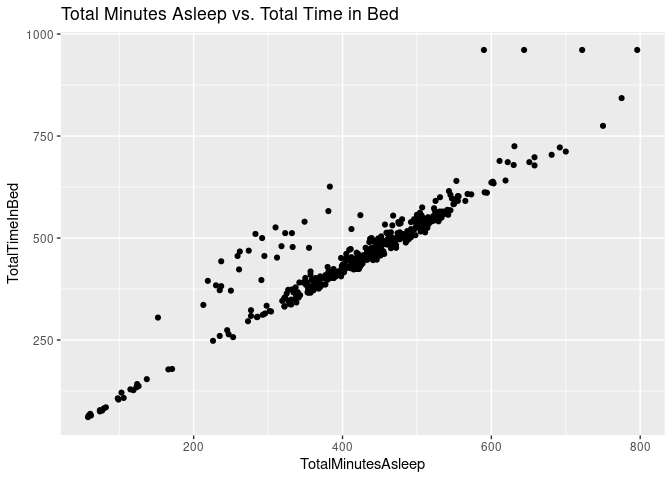 Total Minutes Asleep vs. Total Time in Bed
1000
750
500
250
TotalTimeInBed
200 400 600 800
TotalMinutesAsleep